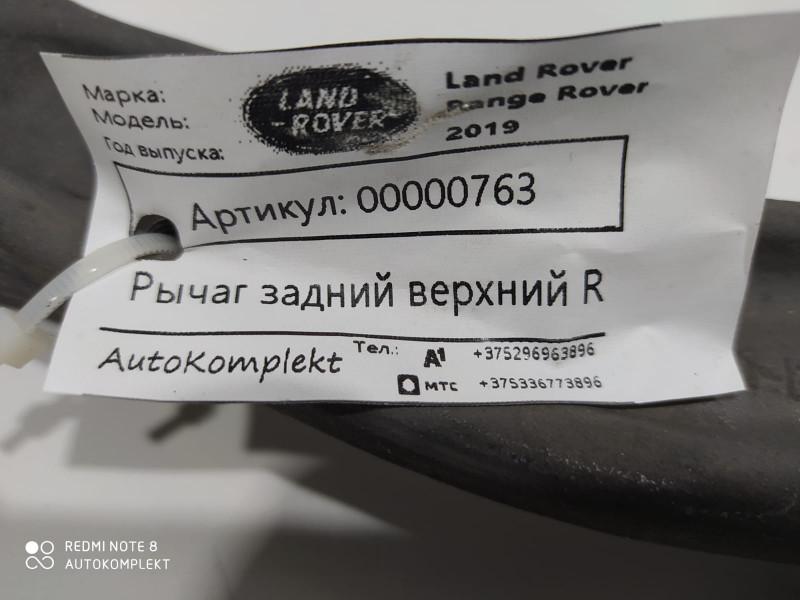 Марка:
Модель:
Год выпуска:
LAND
ROVER
Land Rover
Range Rover
2019
Артикул: 00000763
Рычаг задний верхний R
AutoKomplekt
Тел.:
A1 +375296963896
МТС +375336773896
REDMI NOTE 8
AUTOKOMPLEKT